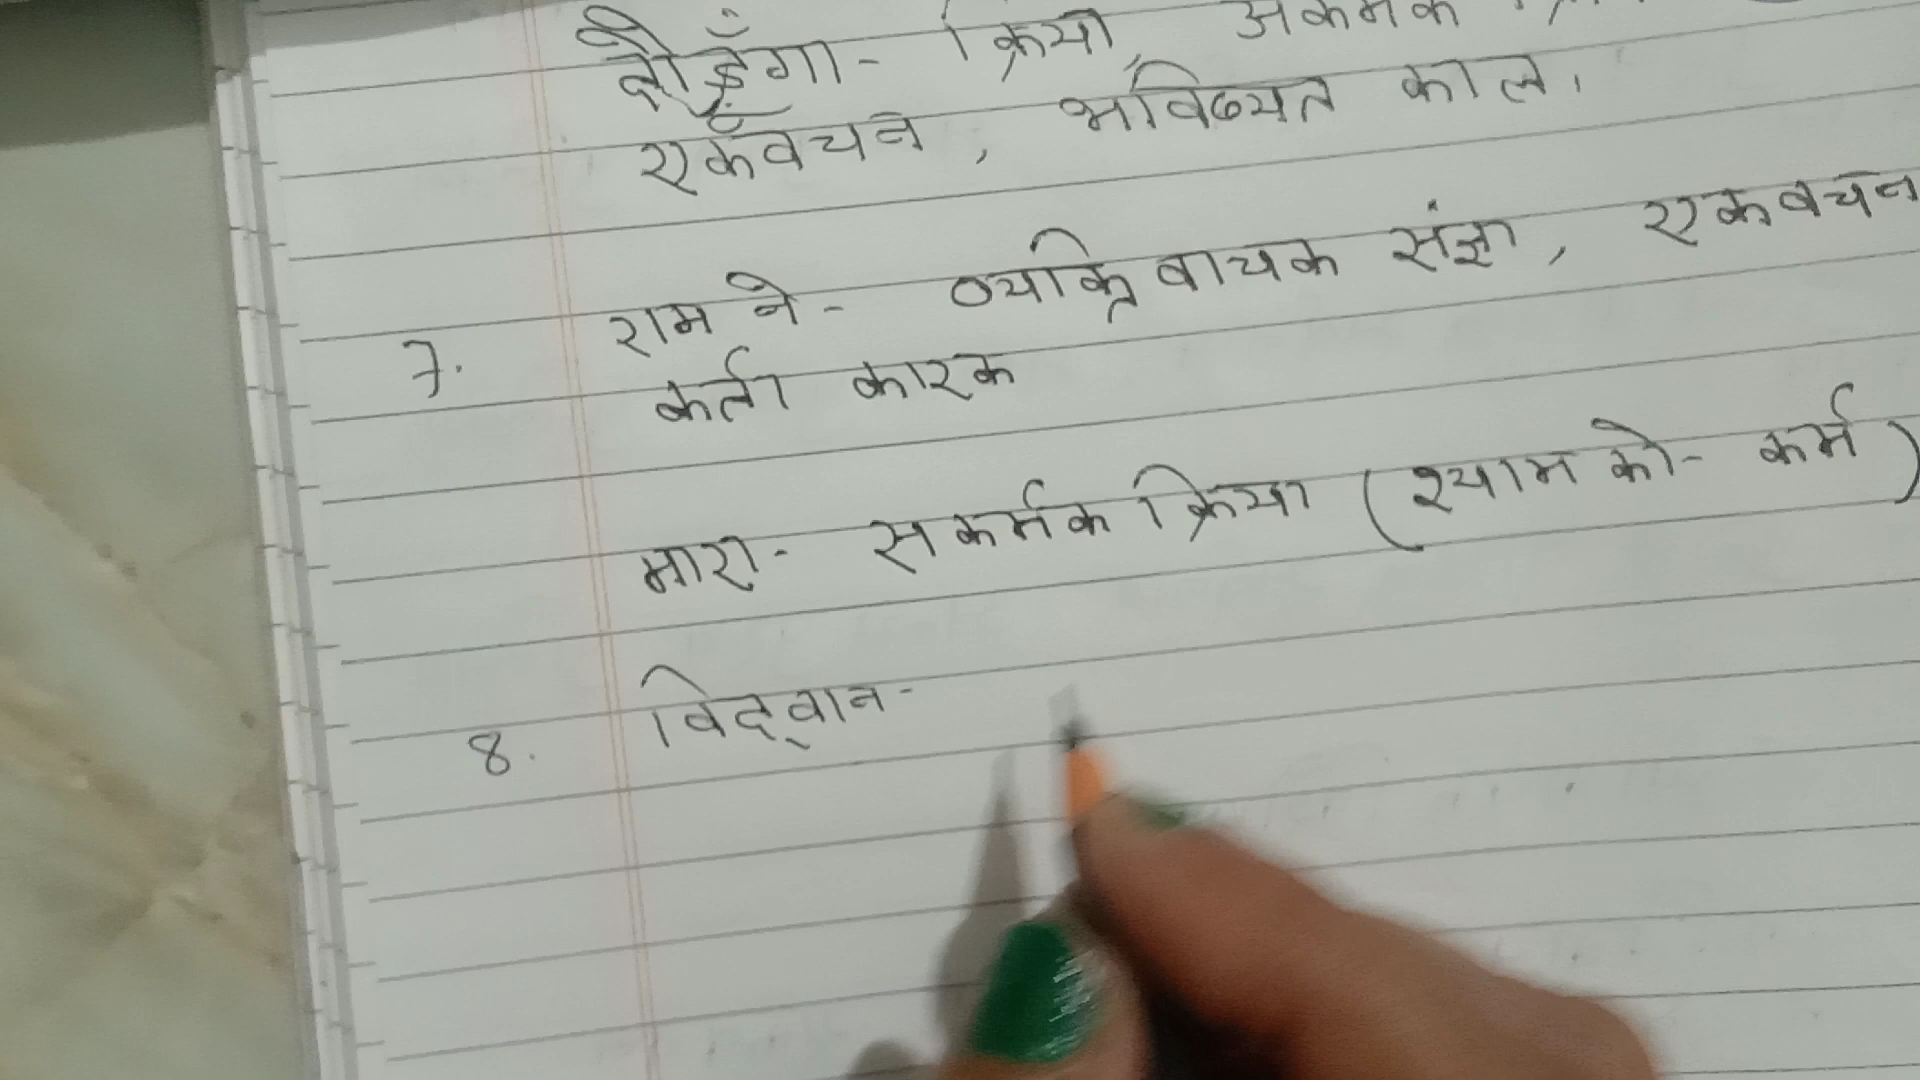 दौड़ूँगा- क्रिया, अकर्मक
एकवचन, भविष्यत काल।
7. राम ने- व्यक्तिवाचक संज्ञा, एकवचन
कर्ता कारक
मारा- सकर्मक क्रिया (श्याम को- कर्म)
8. विद्वान-